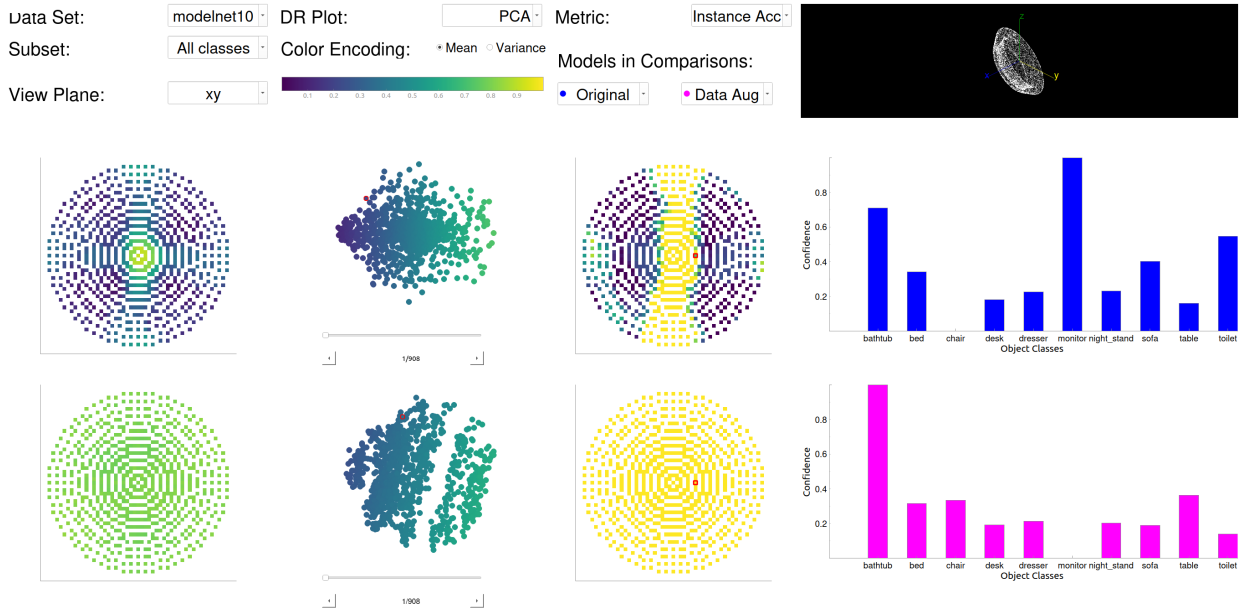 Data Set: modelnet10 DR Plot: PCA Metric: Instance Acc
Subset: All classes Color Encoding: Mean Variance
Models in Comparisons:
View Plane: xy Original Data Aug
0.1 0.2 0.3 0.4 0.5 0.6 0.7 0.8 0.9
z
x
y
0.8
0.6
0.4
0.2
Confidence
bathtub bed chair desk dresser monitor night_stand sofa table toilet
Object Classes
1/908
0.8
0.6
0.4
0.2
Confidence
bathtub bed chair desk dresser monitor night_stand sofa table toilet
Object Classes
1/908